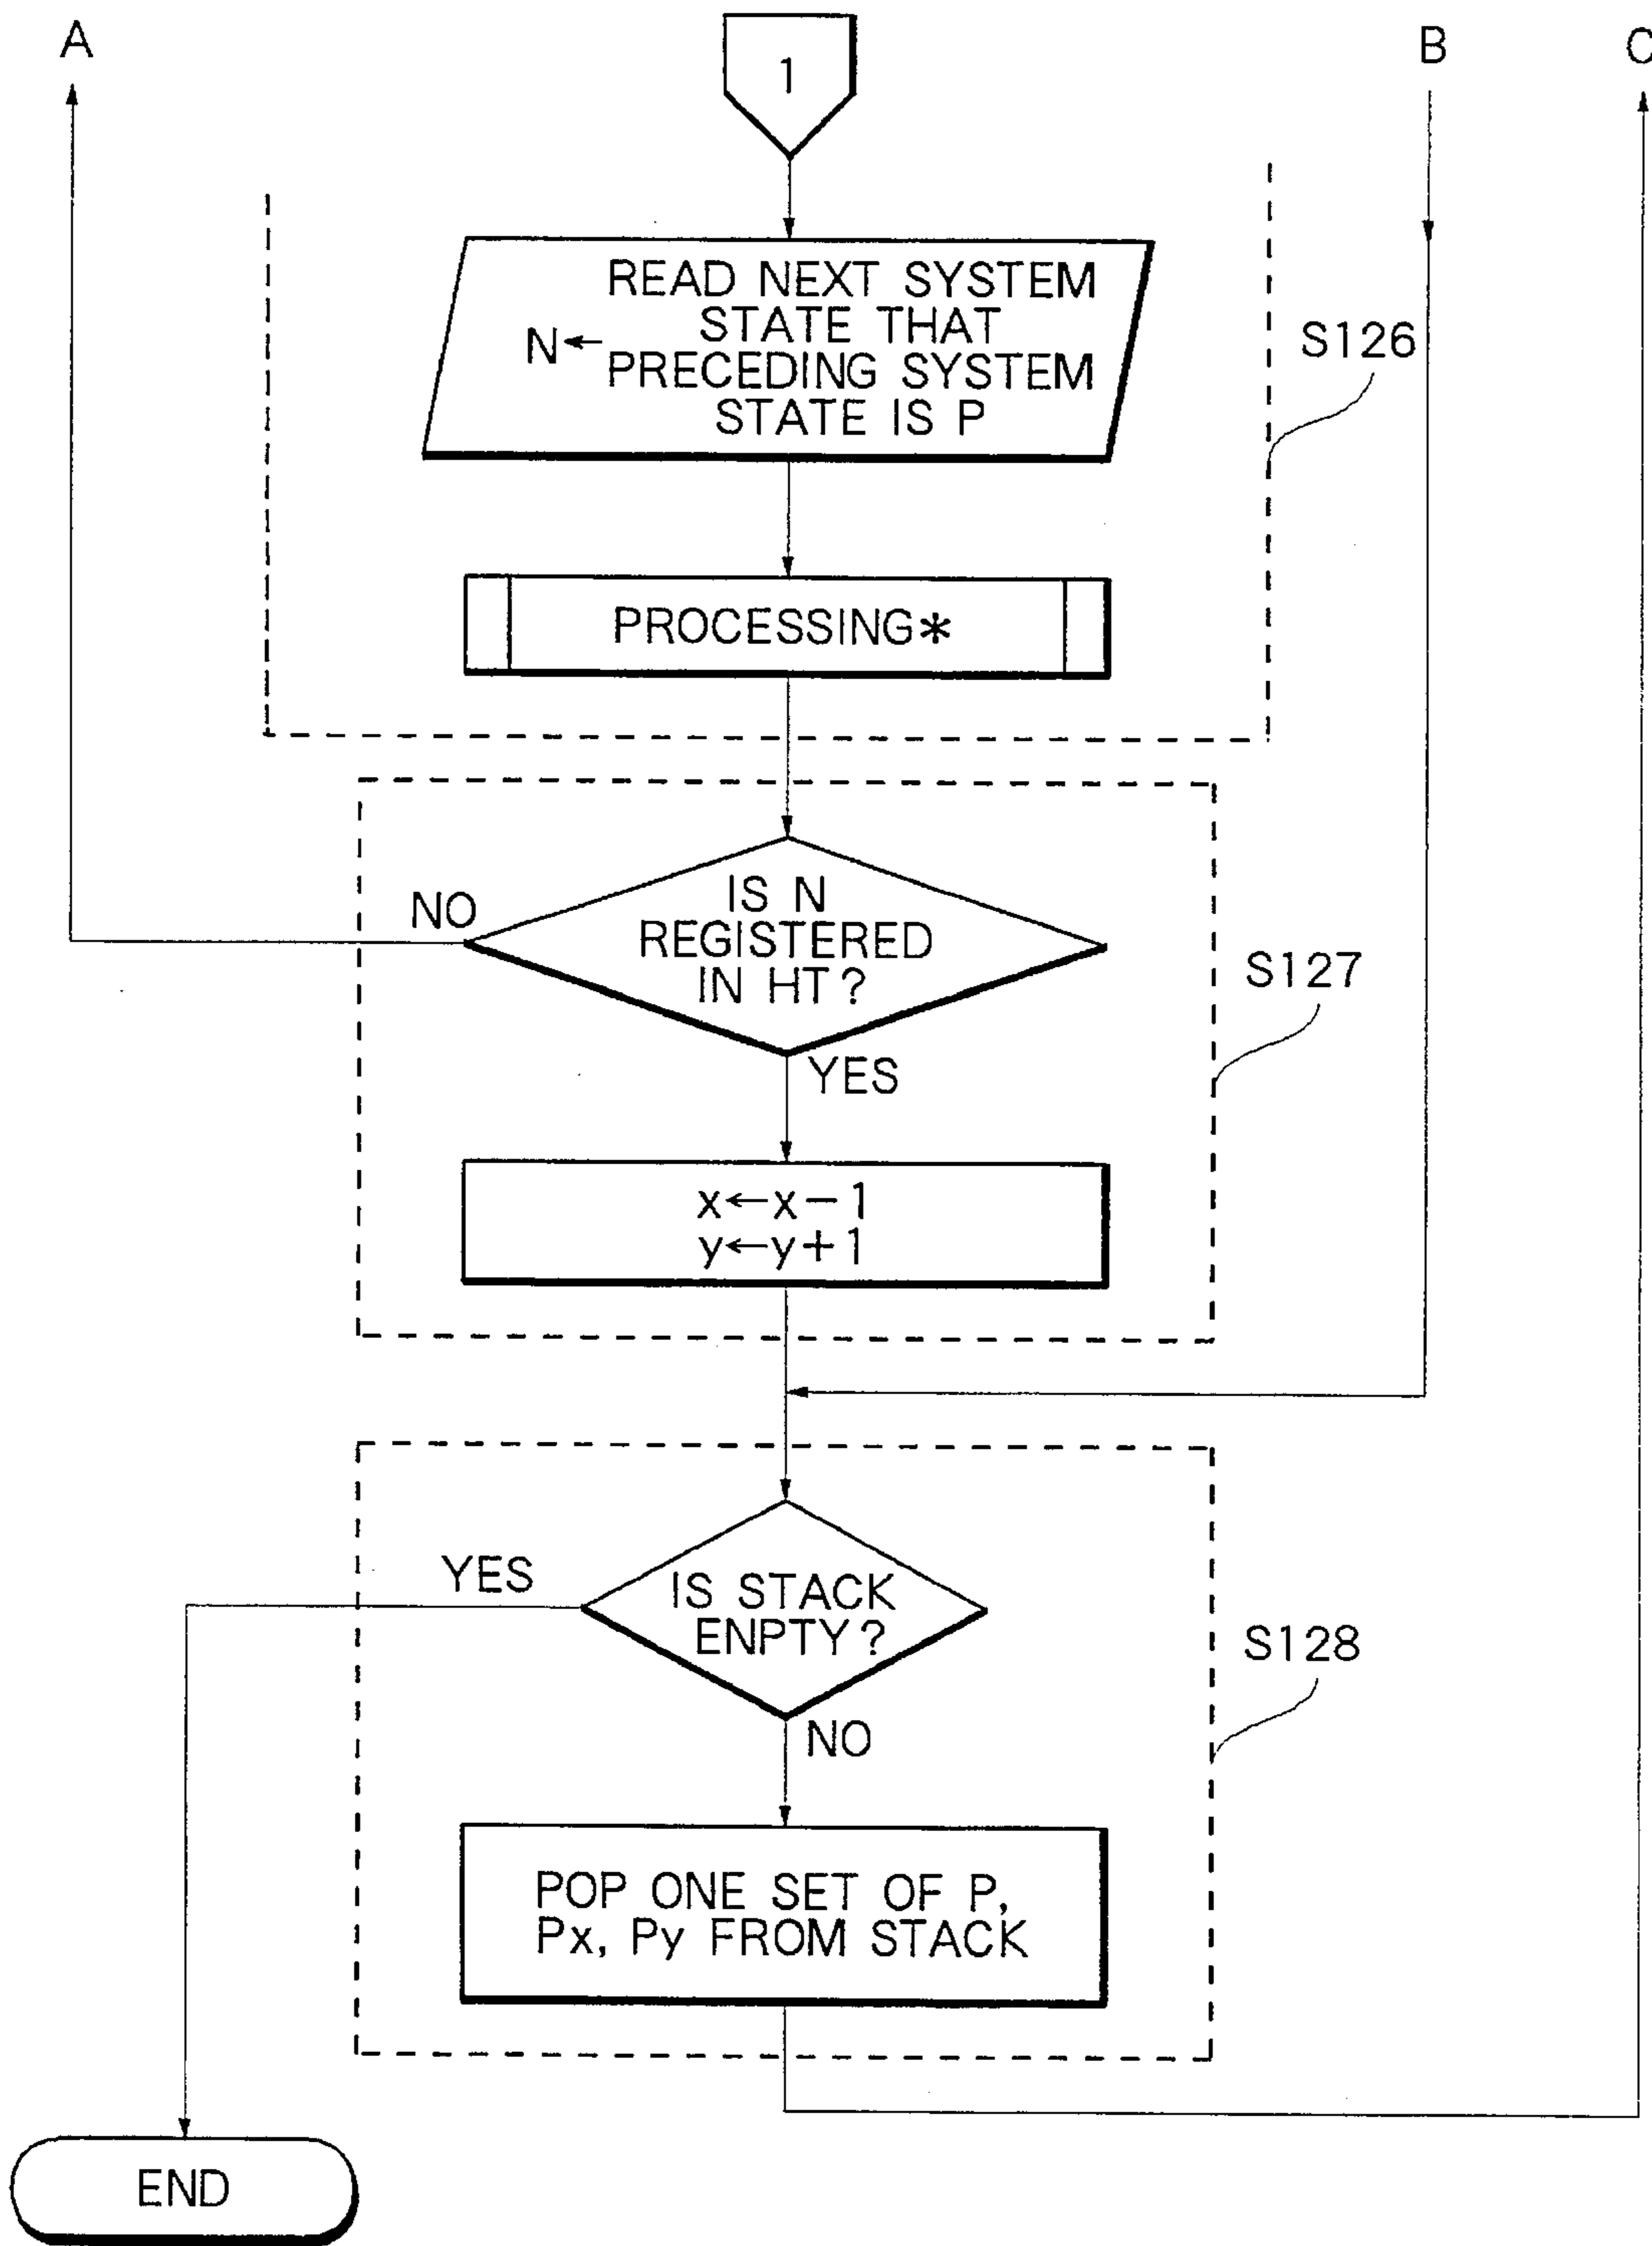 A
1
B
C
READ NEXT SYSTEM
STATE THAT
N←
PRECEDING SYSTEM
STATE IS P
S126
PROCESSING*
NO
IS N
REGISTERED
IN HT?
S127
YES
x←x-1
y←y+1
YES
IS STACK
ENPTY?
S128
NO
POP ONE SET OF P,
Px, Py FROM STACK
END